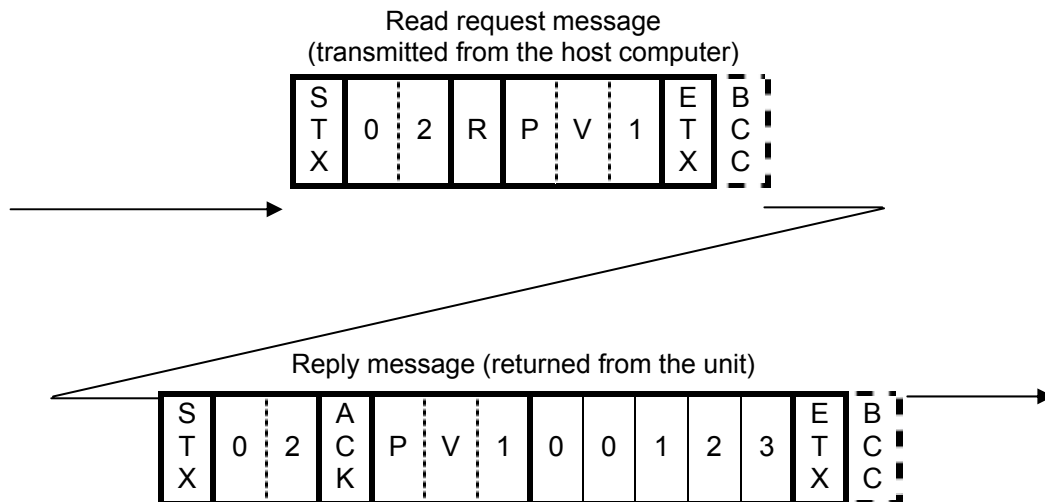 Read request message
(transmitted from the host computer)
STX 0 2 R P V 1 ETX BCC
Reply message (returned from the unit)
STX 0 2 ACK P V 1 0 0 1 2 3 ETX BCC